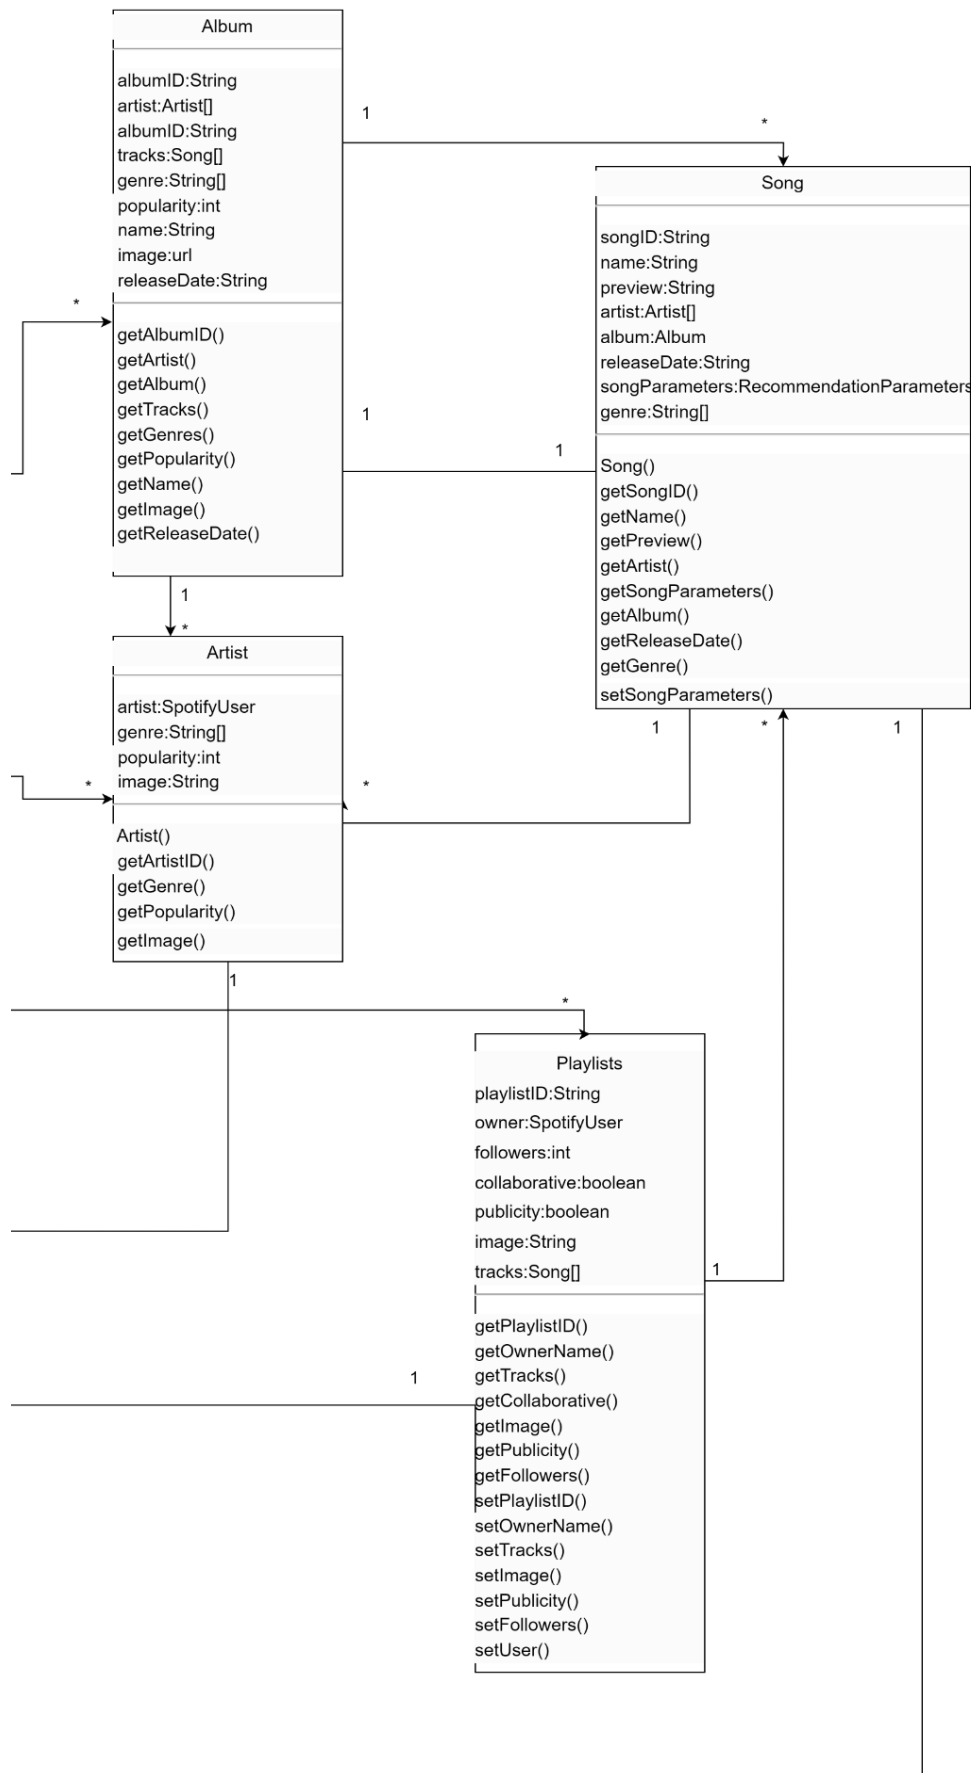 Album
albumID:String
artist:Artist[]
albumID:String
tracks:Song[]
genre:String[]
popularity:int
name:String
image:url
releaseDate:String
getAlbumID()
getArtist()
getAlbum()
getTracks()
getGenres()
getPopularity()
getName()
getImage()
getReleaseDate()
1
*
*
1
1
1
*
Song
songID:String
name:String
preview:String
artist:Artist[]
album:Album
releaseDate:String
songParameters:RecommendationParameters
genre:String[]
Song()
getSongID()
getName()
getPreview()
getArtist()
getSongParameters()
getAlbum()
getReleaseDate()
getGenre()
setSongParameters()
1
*
1
Artist
artist:SpotifyUser
genre:String[]
popularity:int
image:String
Artist()
getArtistID()
getGenre()
getPopularity()
getImage()
*
*
1
*
Playlists
playlistID:String
owner:SpotifyUser
followers:int
collaborative:boolean
publicity:boolean
image:String
tracks:Song[]
getPlaylistID()
getOwnerName()
getTracks()
getCollaborative()
getImage()
getPublicity()
getFollowers()
setPlaylistID()
setOwnerName()
setTracks()
setImage()
setPublicity()
setFollowers()
setUser()
1
1